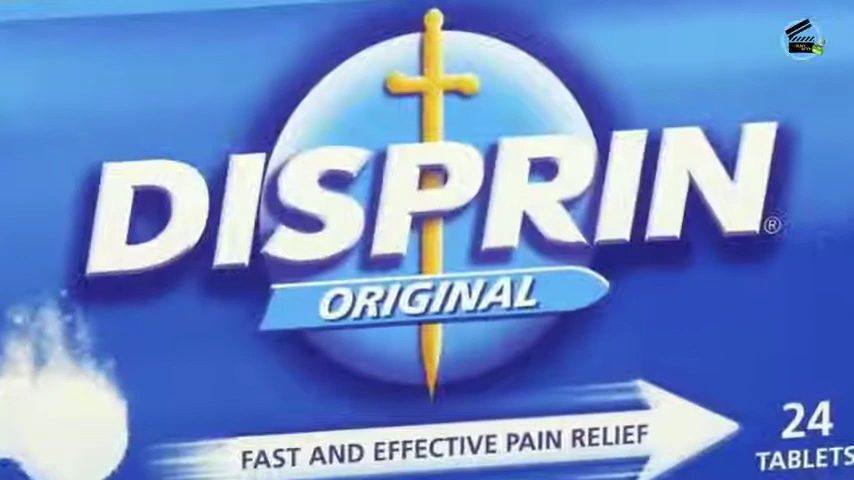 DISPRIN®
ORIGINAL
FAST AND EFFECTIVE PAIN RELIEF
24
TABLETS